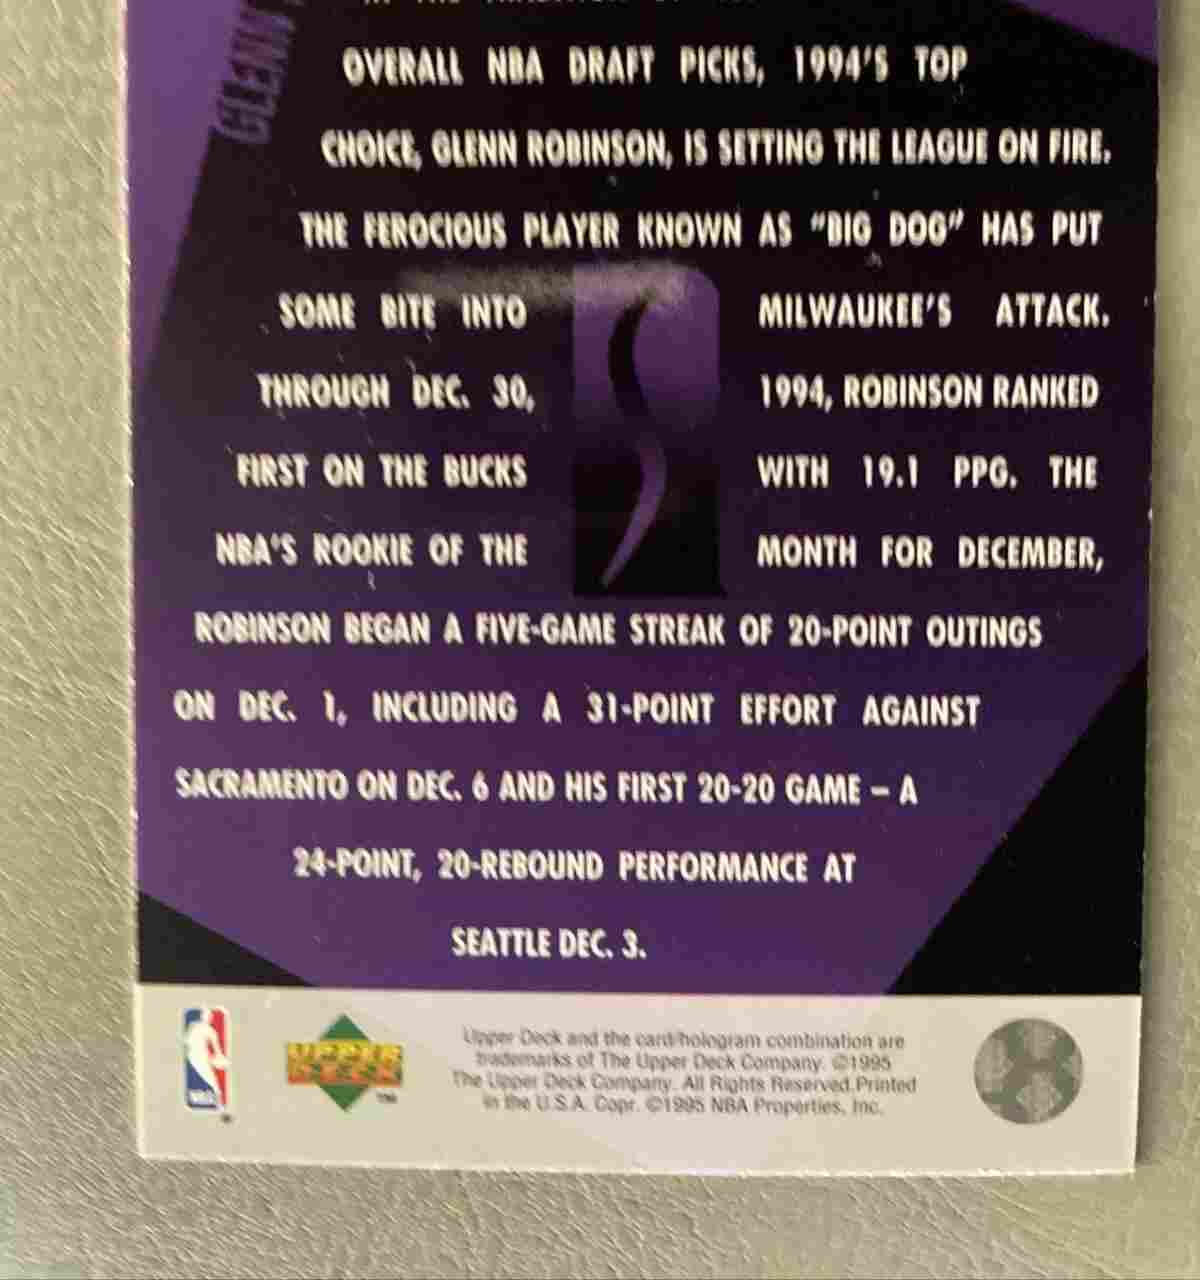 GLENN
OVERALL NBA DRAFT PICKS, 1994'S TOP
CHOICE, GLENN ROBINSON, IS SETTING THE LEAGUE ON FIRE.
THE FEROCIOUS PLAYER KNOWN AS "BIG DOG" HAS PUT
SOME BITE INTO MILWAUKEE'S ATTACK.
THROUGH DEC. 30, 1994, ROBINSON RANKED
FIRST ON THE BUCKS WITH 19.1 PPG. THE
NBA'S ROOKIE OF THE MONTH FOR DECEMBER,
ROBINSON BEGAN A FIVE-GAME STREAK OF 20-POINT OUTINGS
ON DEC. 1, INCLUDING A 31-POINT EFFORT AGAINST
SACRAMENTO ON DEC. 6 AND HIS FIRST 20-20 GAME – A
24-POINT, 20-REBOUND PERFORMANCE AT
SEATTLE DEC. 3.
NBA
UPPER
DECK
™
Upper Deck and the card/hologram combination are
trademarks of The Upper Deck Company. ©1995
The Upper Deck Company. All Rights Reserved. Printed
in the U.S.A. Copr. ©1995 NBA Properties, Inc.